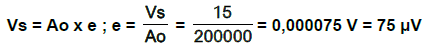 Vs = Ao x e ; e = Vs/Ao = 15/200000 = 0,000075 V = 75 µV